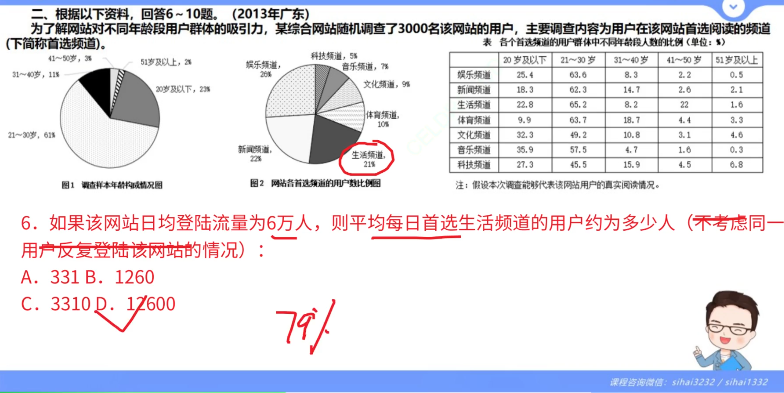 二、根据以下资料，回答6～10题。（2013年广东）
为了解网站对不同年龄段用户群体的吸引力，某综合网站随机调查了3000名该网站的用户，主要调查内容为用户在该网站首选阅读的频道
(下简称首选频道)。
41～50岁，3%
51岁及以上，2%
31～40岁，11%
20岁及以下，23%
21～30岁，61%
图1 调查样本年龄构成情况图
科技频道，5%
娱乐频道，
26%
音乐频道，7%
文化频道，9%
体育频道，
10%
生活频道，
21%
新闻频道，
22%
图2 网站各首选频道的用户数比例图
表 各个首选频道的用户群体中不同年龄段人数的比例（单位：%）
20岁及以下 21～30岁 31～40岁 41～50岁 51岁及以上
娱乐频道 25.4 63.6 8.3 2.2 0.5
新闻频道 18.3 62.3 14.7 2.6 2.1
生活频道 22.8 65.2 8.2 22 1.6
体育频道 9.9 63.7 18.7 4.4 3.3
文化频道 32.3 49.2 10.8 3.1 4.6
音乐频道 35.9 57.5 4.7 1.6 0.3
科技频道 27.3 45.5 15.9 4.5 6.8
注：假设本次调查能够代表该网站用户的真实阅读情况。
6．如果该网站日均登陆流量为6万人，则平均每日首选生活频道的用户约为多少人（不考虑同一
用户反复登陆该网站的情况）：
A．331 B．1260
C．3310 D．12600
79%
课程咨询微信：sihai3232 / sihai1332